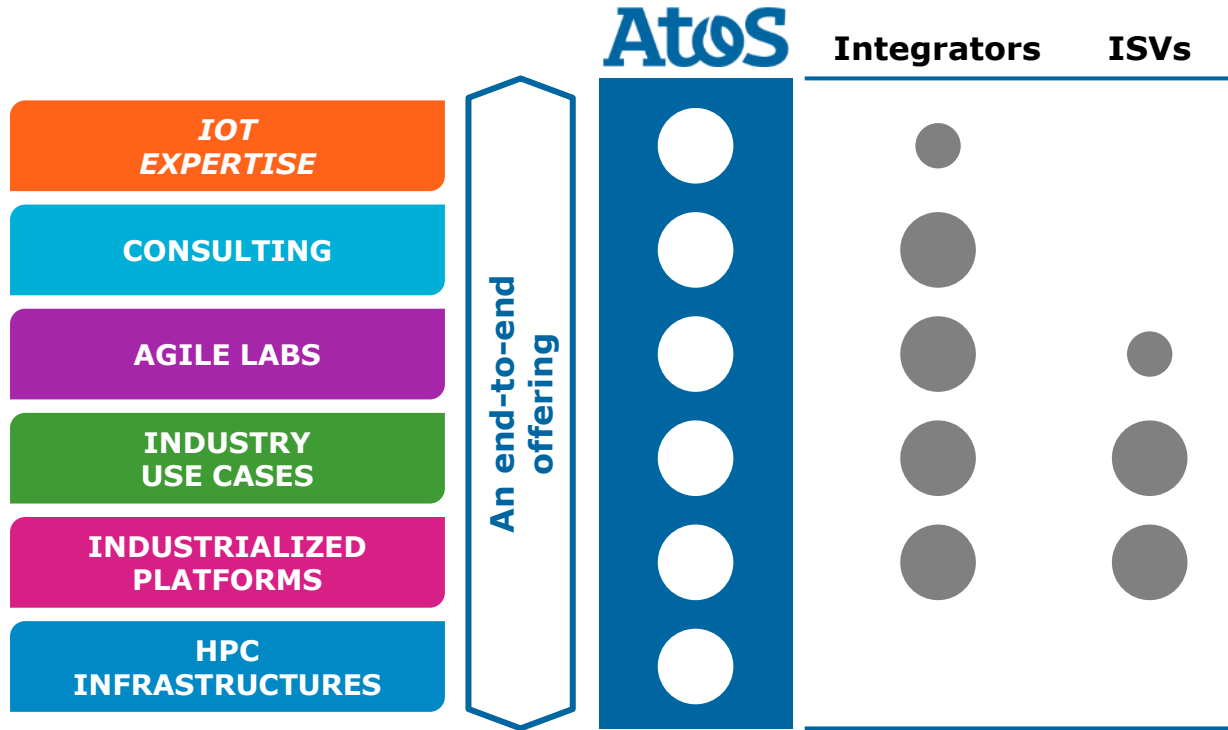 Atos
Integrators
ISVs
IOT
EXPERTISE
CONSULTING
AGILE LABS
INDUSTRY
USE CASES
INDUSTRIALIZED
PLATFORMS
HPC
INFRASTRUCTURES
An end-to-end
offering